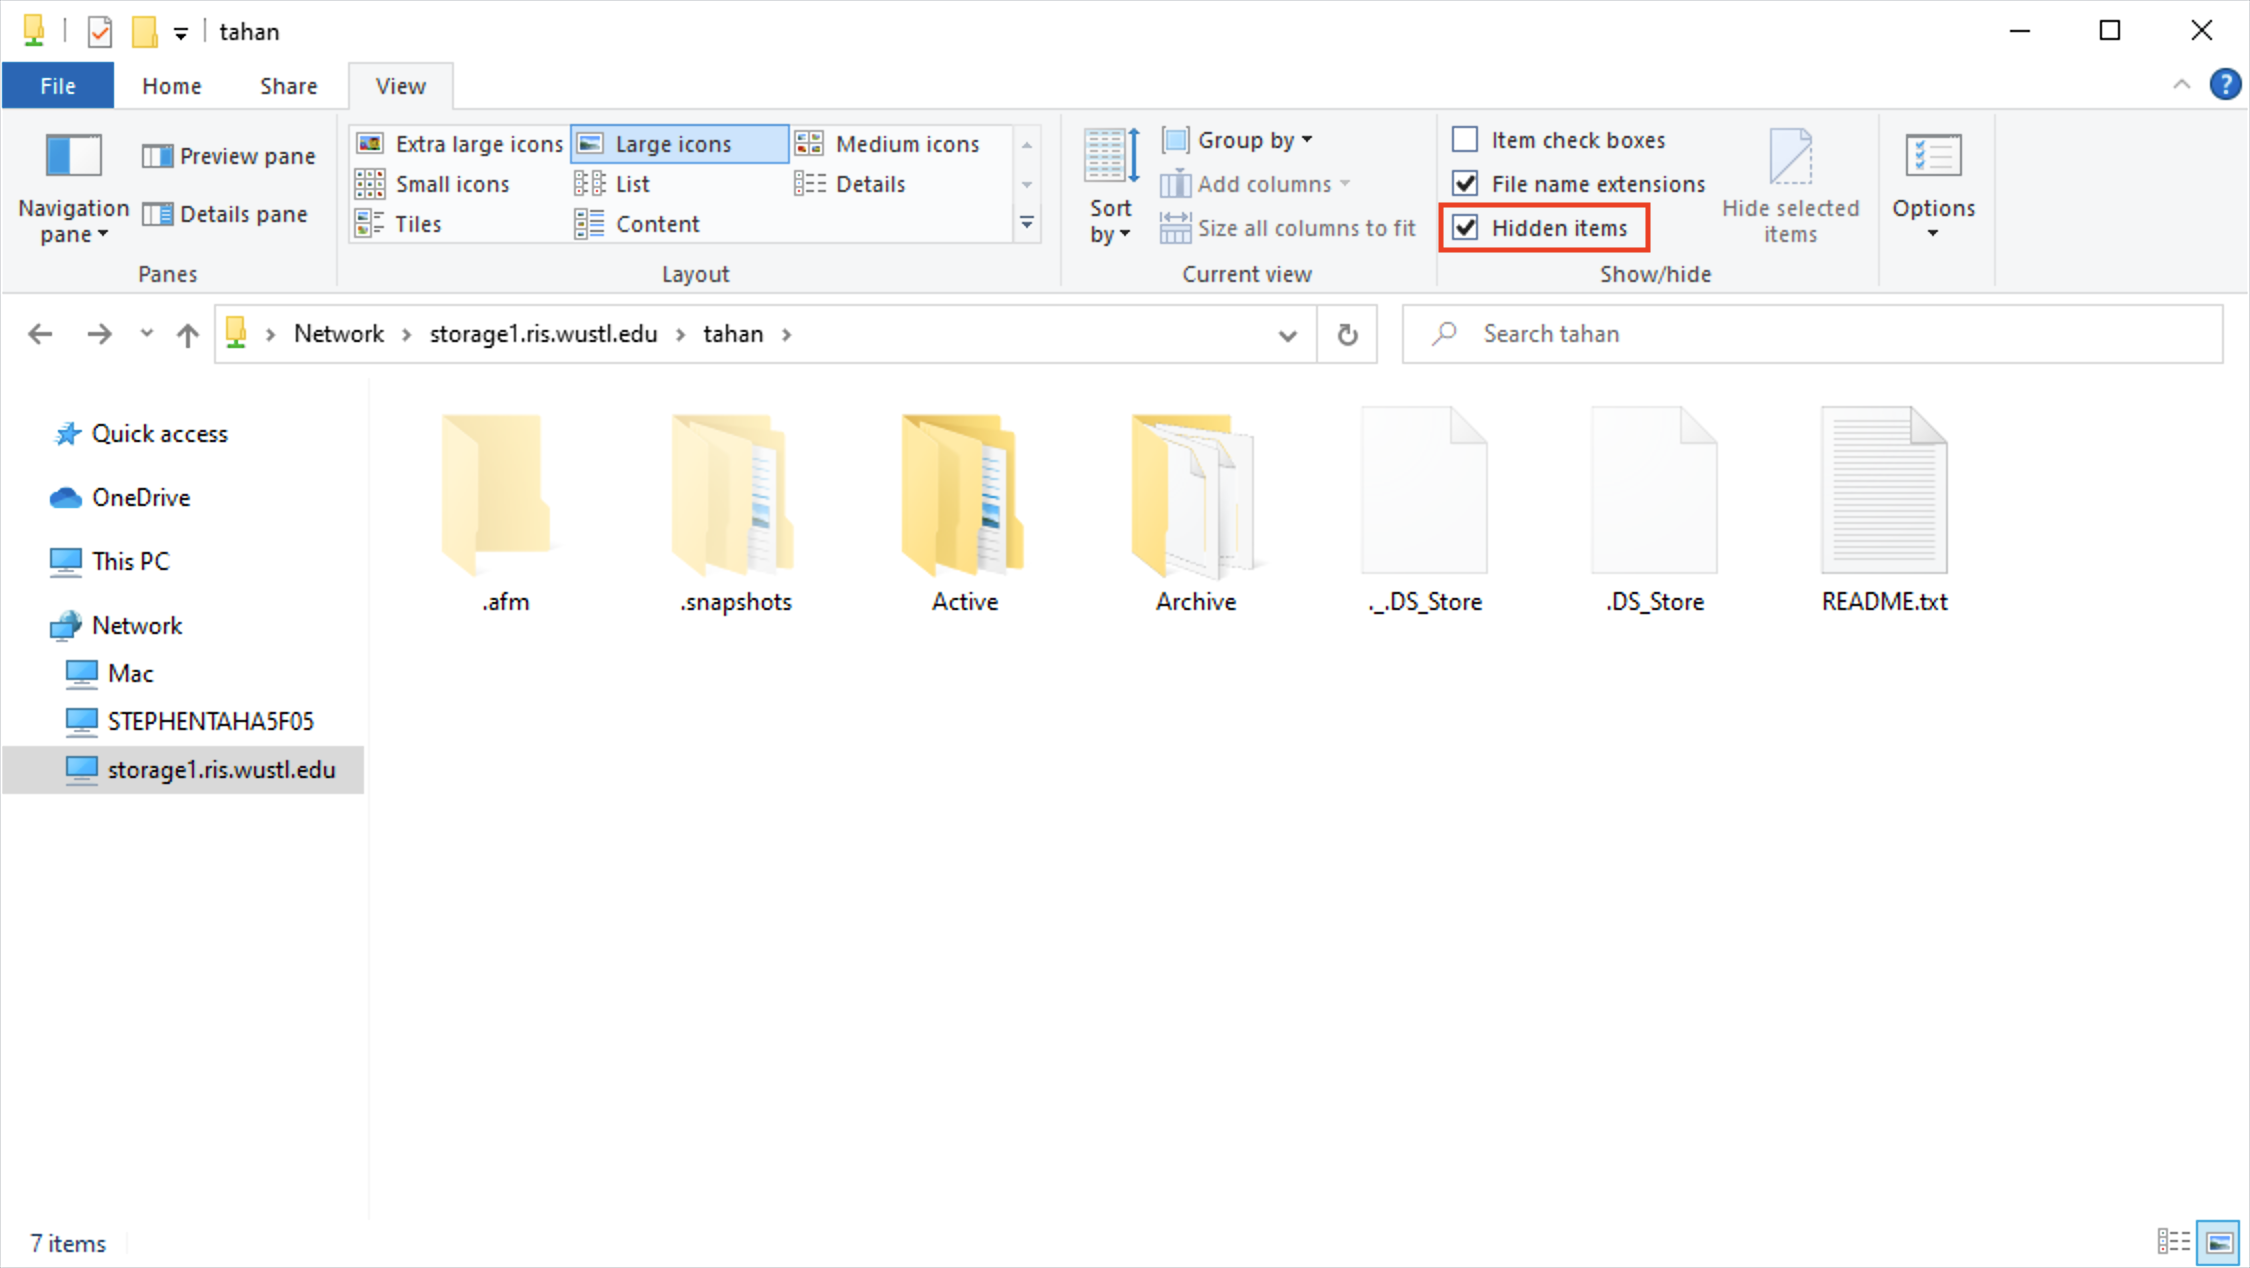 tahan
File Home Share View
Navigation pane
Preview pane
Details pane
Panes
Extra large icons Large icons Medium icons
Small icons List Details
Tiles Content
Layout
Sort by
Group by
Add columns
Size all columns to fit
Current view
Item check boxes
File name extensions
Hidden items
Hide selected items
Show/hide
Options
Network storage1.ris.wustl.edu tahan
Search tahan
Quick access
OneDrive
This PC
Network
Mac
STEPHENTAHA5F05
storage1.ris.wustl.edu
.afm .snapshots Active Archive ._.DS_Store .DS_Store README.txt
7 items